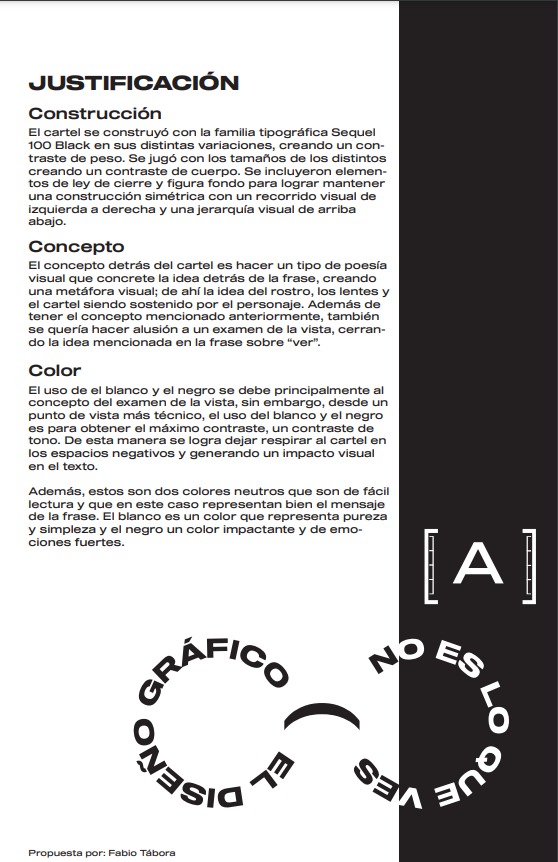 JUSTIFICACIÓN
Construcción
El cartel se construyó con la familia tipográfica Sequel
100 Black en sus distintas variaciones, creando un con-
traste de peso. Se jugó con los tamaños de los distintos
creando un contraste de cuerpo. Se incluyeron elemen-
tos de ley de cierre y figura fondo para lograr mantener
una construcción simétrica con un recorrido visual de
izquierda a derecha y una jerarquía visual de arriba
abajo.
Concepto
El concepto detrás del cartel es hacer un tipo de poesía
visual que concrete la idea detrás de la frase, creando
una metáfora visual; de ahí la idea del rostro, los lentes y
el cartel siendo sostenido por el personaje. Además de
tener el concepto mencionado anteriormente, también
se quería hacer alusión a un examen de la vista, cerran-
do la idea mencionada en la frase sobre “ver”.
Color
El uso de el blanco y el negro se debe principalmente al
concepto del examen de la vista, sin embargo, desde un
punto de vista más técnico, el uso del blanco y el negro
es para obtener el máximo contraste, un contraste de
tono. De esta manera se logra dejar respirar al cartel en
los espacios negativos y generando un impacto visual
en el texto.
Además, estos son dos colores neutros que son de fácil
lectura y que en este caso representan bien el mensaje
de la frase. El blanco es un color que representa pureza
y simpleza y el negro un color impactante y de emo-
ciones fuertes.
[A]
EL DISEÑO GRÁFICO
NO ES LO QUE VES
Propuesta por: Fabio Tábora